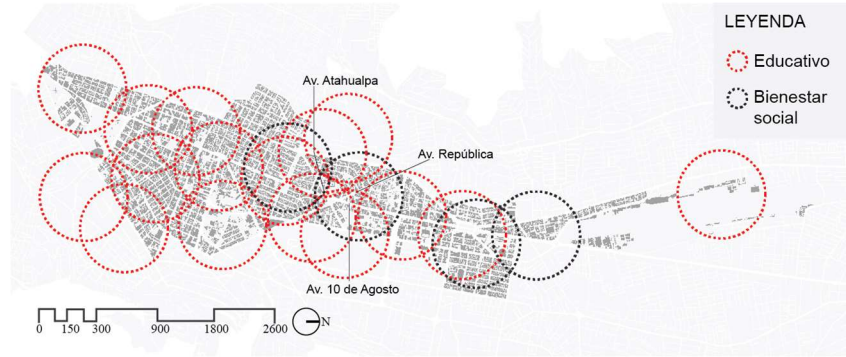 LEYENDA
Educativo
Bienestar
social
Av. Atahualpa
Av. República
Av. 10 de Agosto
0 150 300 900 1800 2600
N